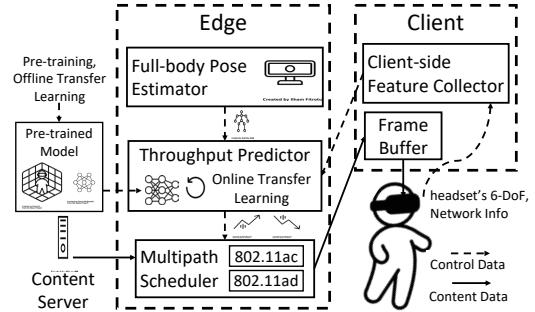 Edge
Client
Pre-training,
Offline Transfer
Learning
Full-body Pose
Estimator
Created by Ilham Fitrotu
Client-side
Feature Collector
Pre-trained
Model
Frame
Buffer
Throughput Predictor
Online Transfer
Learning
headset's 6-DoF,
Network Info
Multipath
Scheduler
802.11ac
802.11ad
Content
Server
Control Data
Content Data